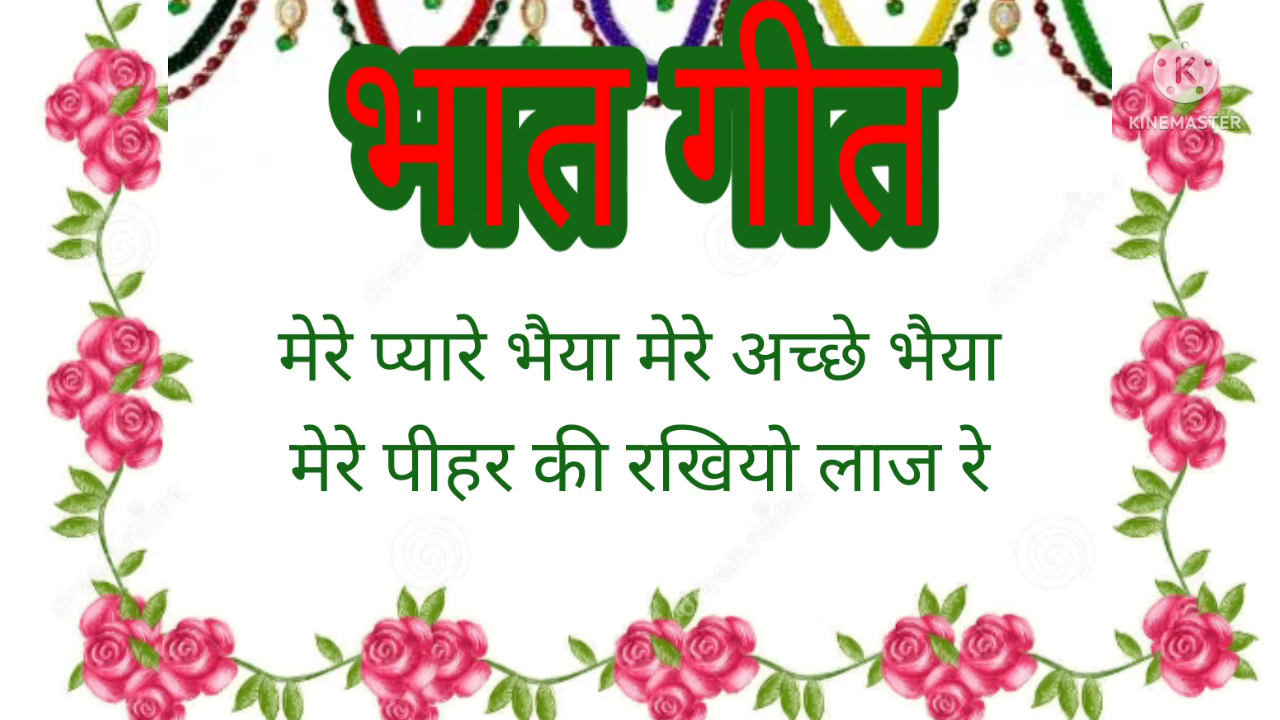 भात गीत
K
KINEMASTER
मेरे प्यारे भैया मेरे अच्छे भैया
मेरे पीहर की रखियो लाज रे